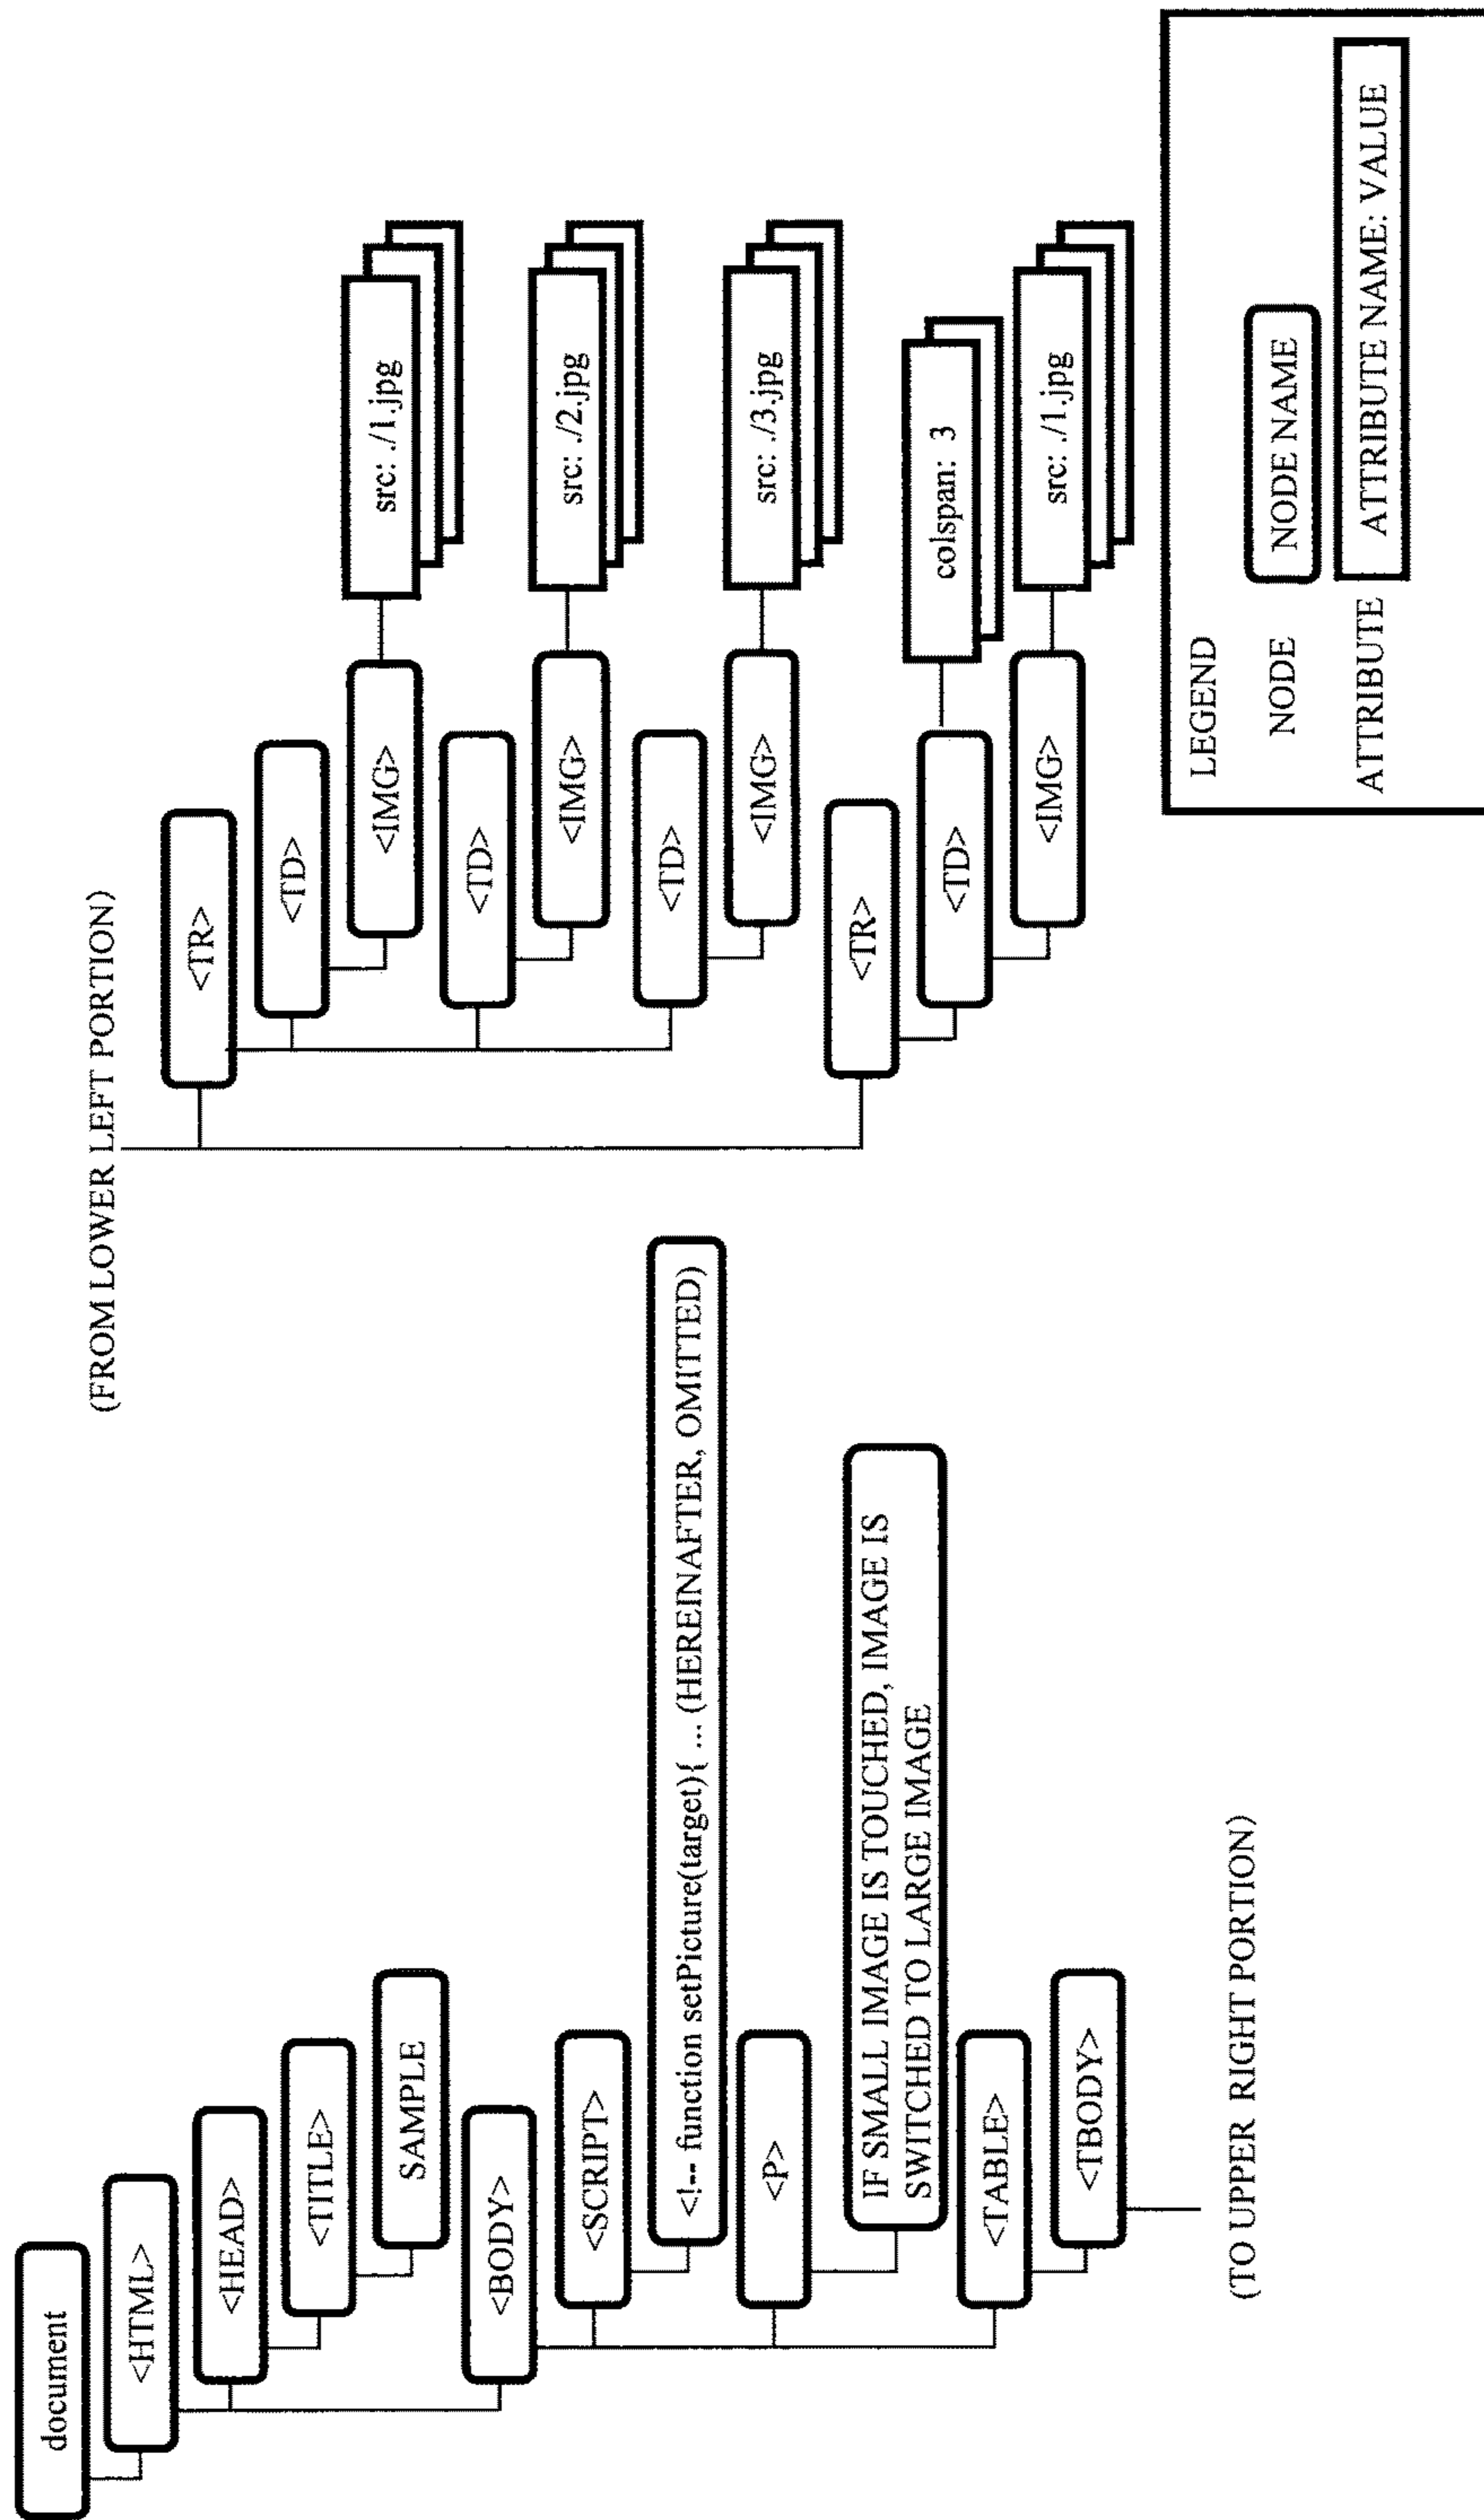 document
<HTML>
<HEAD>
<TITLE>
SAMPLE
<BODY>
<SCRIPT>
<!-- function setPicture(target){ ... (HEREINAFTER, OMITTED)
<P>
IF SMALL IMAGE IS TOUCHED, IMAGE IS
SWITCHED TO LARGE IMAGE
<TABLE>
<TBODY>
(TO UPPER RIGHT PORTION)
(FROM LOWER LEFT PORTION)
<TR>
<TD>
<IMG>
src: ./1.jpg
<TD>
<IMG>
src: ./2.jpg
<TD>
<IMG>
src: ./3.jpg
<TR>
<TD>
colspan: 3
<IMG>
src: ./1.jpg
LEGEND
NODE
NODE NAME
ATTRIBUTE
ATTRIBUTE NAME: VALUE